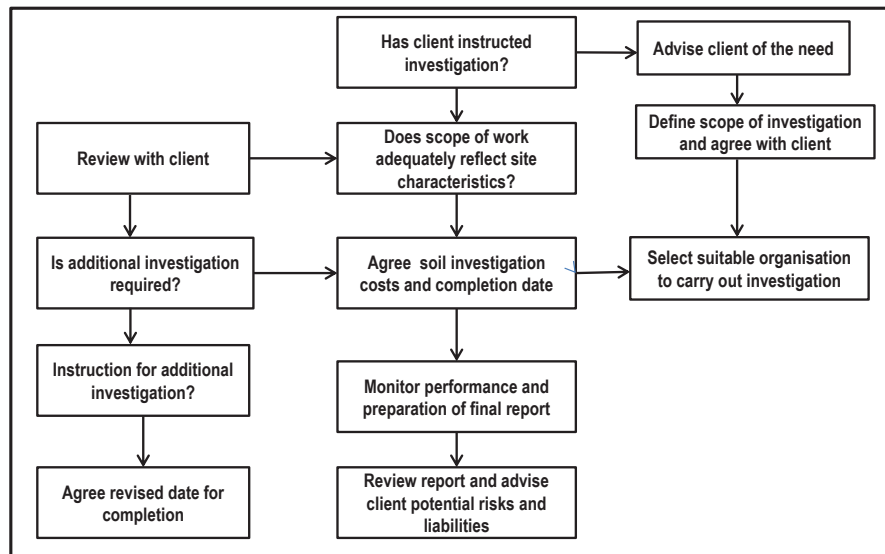 Has client instructed
investigation?
Advise client of the need
Define scope of investigation
and agree with client
Review with client
Does scope of work
adequately reflect site
characteristics?
Is additional investigation
required?
Agree soil investigation
costs and completion date
Select suitable organisation
to carry out investigation
Instruction for additional
investigation?
Monitor performance and
preparation of final report
Agree revised date for
completion
Review report and advise
client potential risks and
liabilities